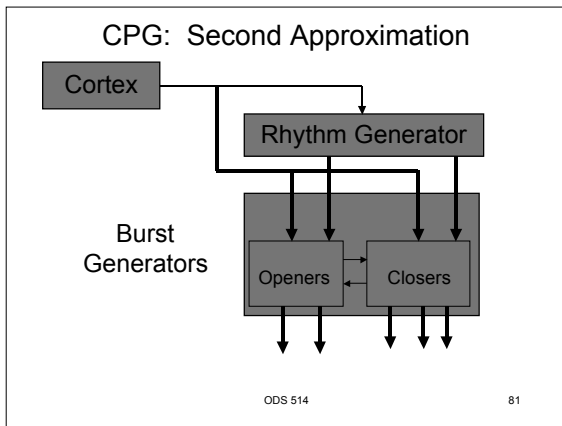 CPG: Second Approximation
Cortex
Rhythm Generator
Burst
Generators
Openers
Closers
ODS 514
81